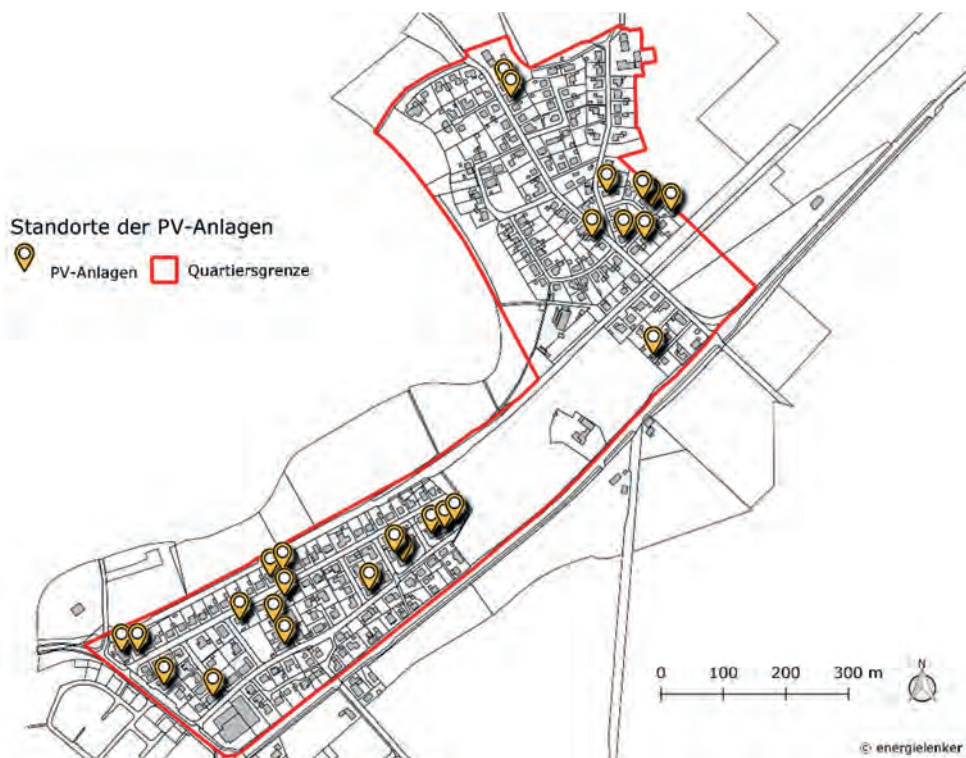 Standorte der PV-Anlagen
PV-Anlagen Quartiersgrenze
0 100 200 300 m
N
© energielenker